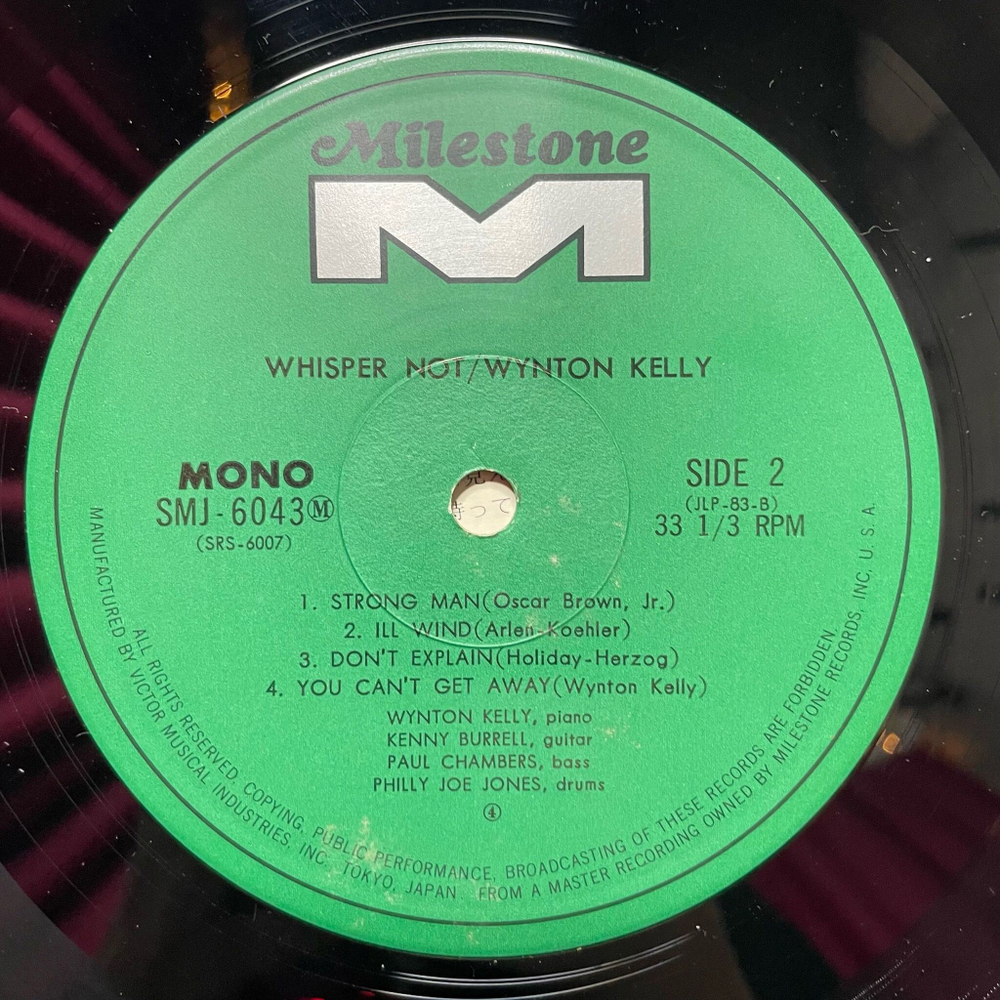 Milestone
M
WHISPER NOT/WYNTON KELLY
MONO
SMJ-6043Ⓜ
(SRS-6007)
SIDE 2
(JLP-83-B)
33 1/3 RPM
1. STRONG MAN(Oscar Brown, Jr.)
2. ILL WIND(Arlen-Koehler)
3. DON'T EXPLAIN(Holiday-Herzog)
4. YOU CAN'T GET AWAY(Wynton Kelly)
WYNTON KELLY, piano
KENNY BURRELL, guitar
PAUL CHAMBERS, bass
PHILLY JOE JONES, drums
④
ALL RIGHTS RESERVED. COPYING, PUBLIC PERFORMANCE, BROADCASTING OF THESE RECORDS ARE FORBIDDEN.
MANUFACTURED BY VICTOR MUSICAL INDUSTRIES, INC. TOKYO, JAPAN. FROM A MASTER RECORDING OWNED BY MILESTONE RECORDS, INC. U. S. A.